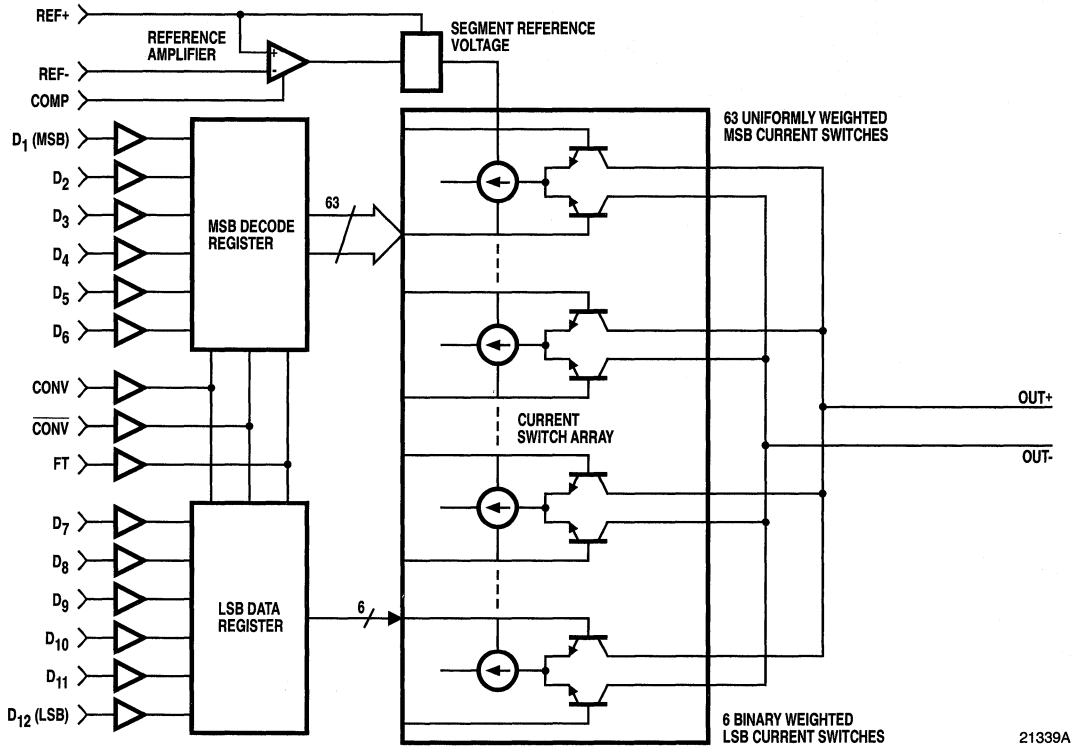 REF+
REFERENCE
AMPLIFIER
SEGMENT REFERENCE
VOLTAGE
+
-
REF-
COMP
63 UNIFORMLY WEIGHTED
MSB CURRENT SWITCHES
D1 (MSB)
D2
D3
D4
D5
D6
MSB DECODE
REGISTER
63
CONV
CONV
FT
CURRENT
SWITCH ARRAY
OUT+
OUT-
D7
D8
D9
D10
D11
D12 (LSB)
LSB DATA
REGISTER
6
6 BINARY WEIGHTED
LSB CURRENT SWITCHES
21339A